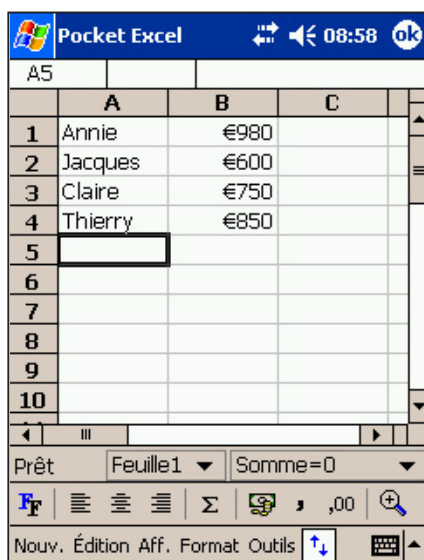 Pocket Excel 08:58 ok
A5
A B C
1 Annie €980
2 Jacques €600
3 Claire €750
4 Thierry €850
5
6
7
8
9
10
Prêt Feuille1 Somme=0
FF Σ , ,00
Nouv. Édition Aff. Format Outils